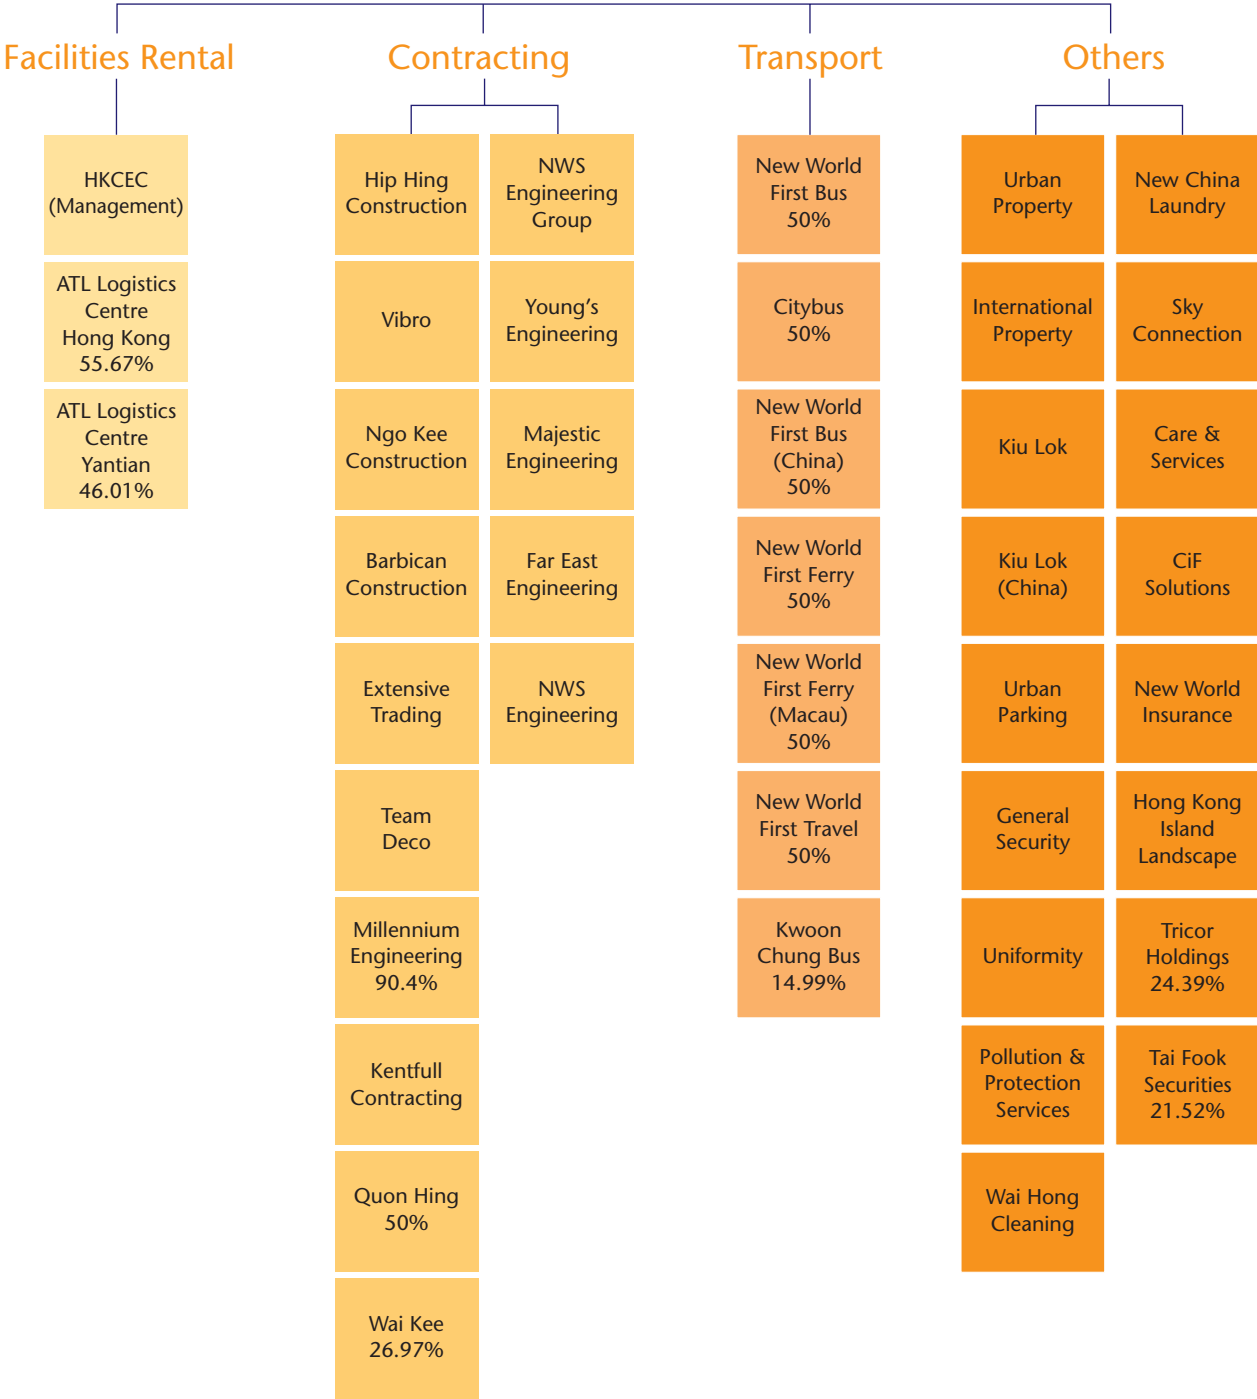 Facilities Rental
HKCEC
(Management)
ATL Logistics
Centre
Hong Kong
55.67%
ATL Logistics
Centre
Yantian
46.01%
Contracting
Hip Hing
Construction
Vibro
Ngo Kee
Construction
Barbican
Construction
Extensive
Trading
Team
Deco
Millennium
Engineering
90.4%
Kentfull
Contracting
Quon Hing
50%
Wai Kee
26.97%
NWS
Engineering
Group
Young's
Engineering
Majestic
Engineering
Far East
Engineering
NWS
Engineering
Transport
New World
First Bus
50%
Citybus
50%
New World
First Bus
(China)
50%
New World
First Ferry
50%
New World
First Ferry
(Macau)
50%
New World
First Travel
50%
Kwoon
Chung Bus
14.99%
Others
Urban
Property
International
Property
Kiu Lok
Kiu Lok
(China)
Urban
Parking
General
Security
Uniformity
Pollution &
Protection
Services
Wai Hong
Cleaning
New China
Laundry
Sky
Connection
Care &
Services
CiF
Solutions
New World
Insurance
Hong Kong
Island
Landscape
Tricor
Holdings
24.39%
Tai Fook
Securities
21.52%